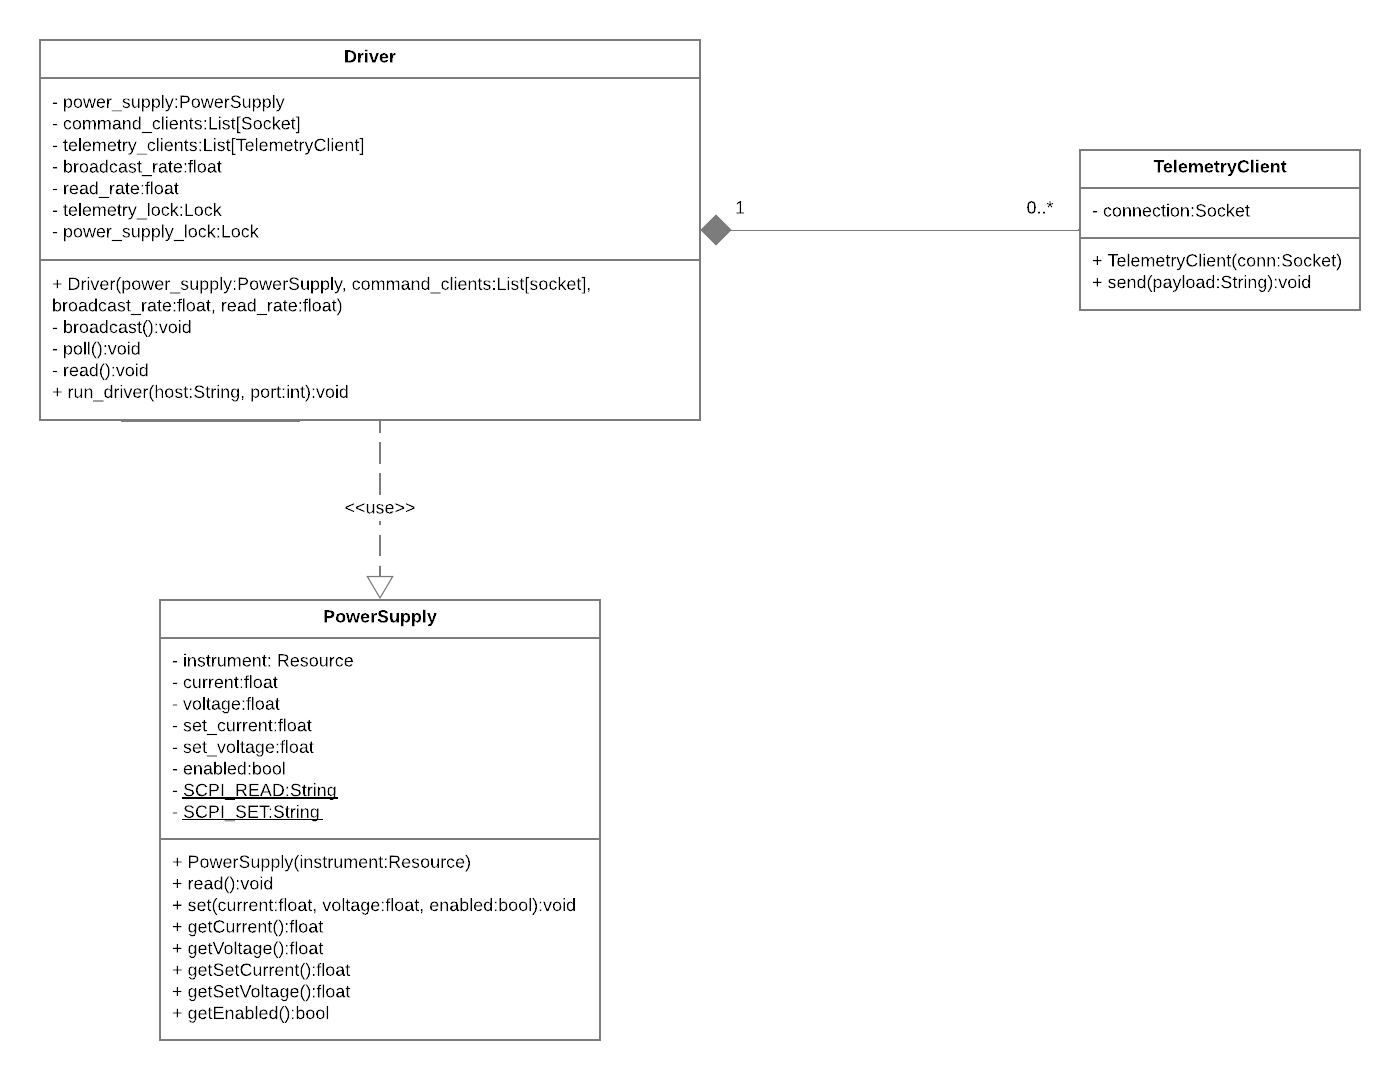 Driver
- power_supply:PowerSupply
- command_clients:List[Socket]
- telemetry_clients:List[TelemetryClient]
- broadcast_rate:float
- read_rate:float
- telemetry_lock:Lock
- power_supply_lock:Lock
+ Driver(power_supply:PowerSupply, command_clients:List[socket],
broadcast_rate:float, read_rate:float)
- broadcast():void
- poll():void
- read():void
+ run_driver(host:String, port:int):void
1
0..*
TelemetryClient
- connection:Socket
+ TelemetryClient(conn:Socket)
+ send(payload:String):void
<<use>>
PowerSupply
- instrument: Resource
- current:float
- voltage:float
- set_current:float
- set_voltage:float
- enabled:bool
- SCPI_READ:String
- SCPI_SET:String
+ PowerSupply(instrument:Resource)
+ read():void
+ set(current:float, voltage:float, enabled:bool):void
+ getCurrent():float
+ getVoltage():float
+ getSetCurrent():float
+ getSetVoltage():float
+ getEnabled():bool